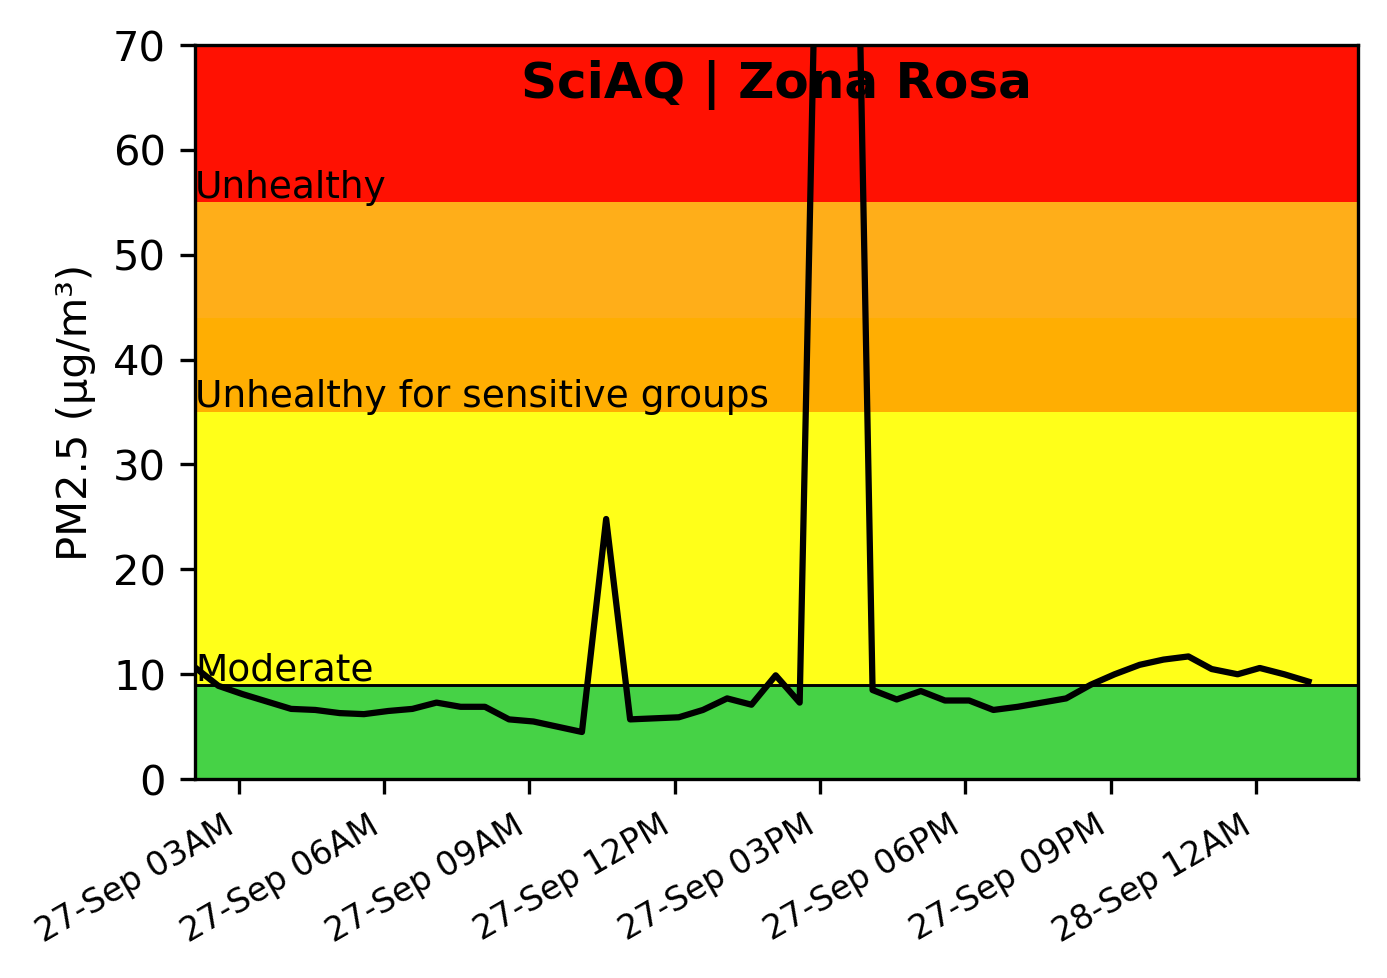 SciAQ | Zona Rosa
PM2.5 (µg/m³)
70
60
Unhealthy
50
40
Unhealthy for sensitive groups
30
20
Moderate
10
0
27-Sep 03AM
27-Sep 06AM
27-Sep 09AM
27-Sep 12PM
27-Sep 03PM
27-Sep 06PM
27-Sep 09PM
28-Sep 12AM